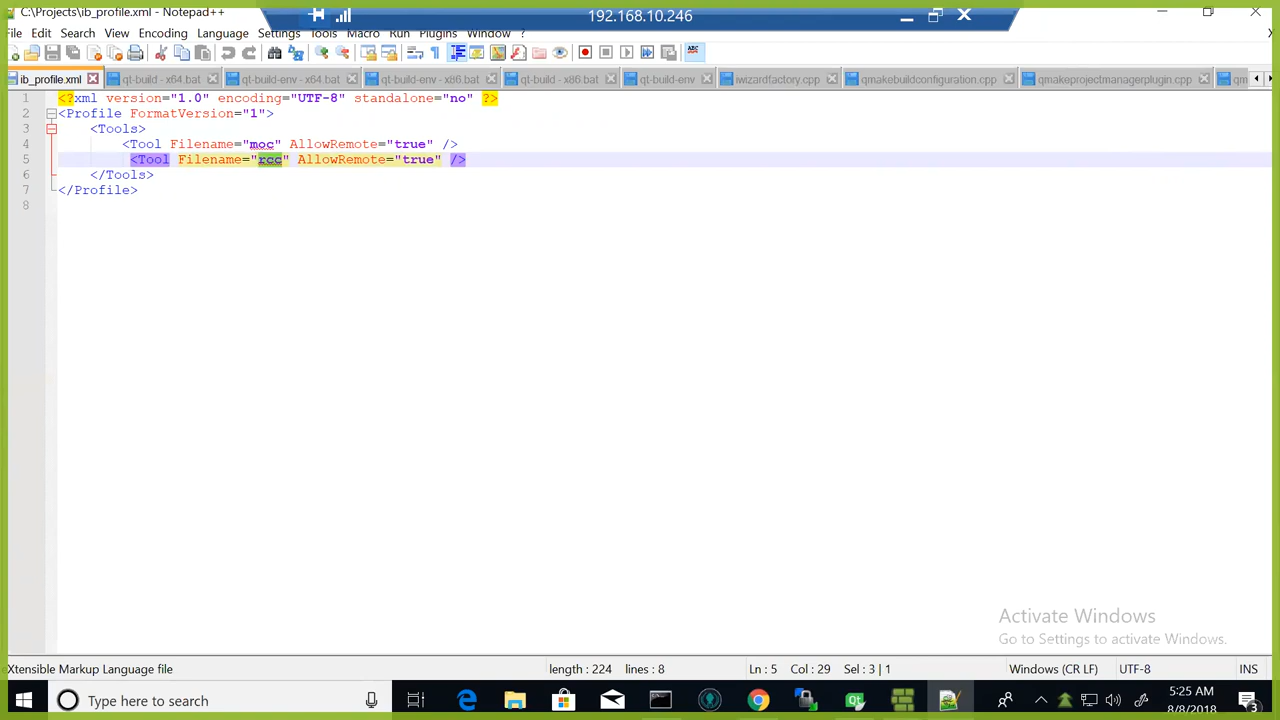 C:\Projects\ib_profile.xml - Notepad++
192.168.10.246
File Edit Search View Encoding Language Settings Tools Macro Run Plugins Window ?
X
ABC
ib_profile.xml qt-build - x64.bat qt-build-env - x64.bat qt-build-env - x86.bat qt-build - x86.bat qt-build-env iwizardfactory.cpp qmakebuildconfiguration.cpp qmakeprojectmanagerplugin.cpp qm
1 <?xml version="1.0" encoding="UTF-8" standalone="no" ?>
2 <Profile FormatVersion="1">
3 <Tools>
4 <Tool Filename="moc" AllowRemote="true" />
5 <Tool Filename="rcc" AllowRemote="true" />
6 </Tools>
7 </Profile>
8
Activate Windows
Go to Settings to activate Windows.
eXtensible Markup Language file length : 224 lines : 8 Ln : 5 Col : 29 Sel : 3 | 1 Windows (CR LF) UTF-8 INS
Type here to search
Qt
5:25 AM
8/8/2018
3